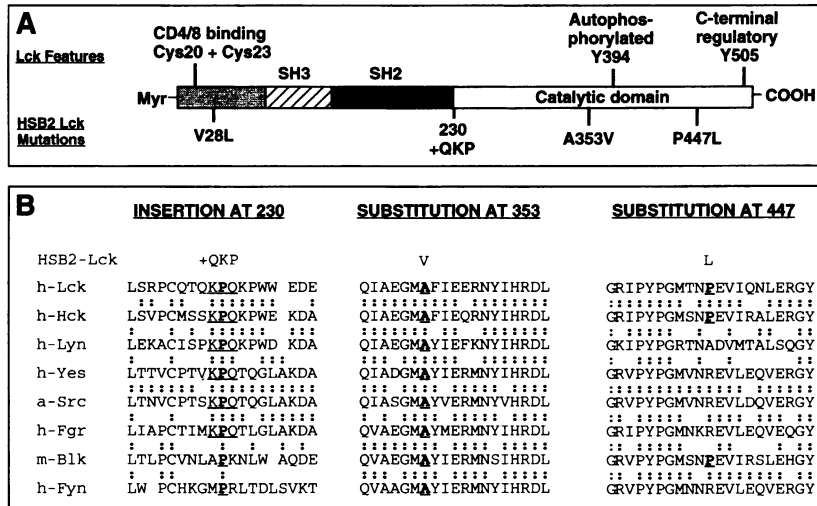 A
Lck Features
CD4/8 binding
Cys20 + Cys23
Autophos-
phorylated
Y394
C-terminal
regulatory
Y505
SH3
SH2
Myr
Catalytic domain
COOH
HSB2 Lck
Mutations
V28L
230
+QKP
A353V
P447L
B
INSERTION AT 230 SUBSTITUTION AT 353 SUBSTITUTION AT 447
HSB2-Lck +QKP V L
h-Lck LSRPCQTQKPQKPWW EDE QIAEGMAFIEERNYIHRDL GRIPYPGMTNPEVIQNLERGY
h-Hck LSVPCMSSKPQKPWE KDA QIAEGMAFIEQRNYIHRDL GRIPYPGMSNPEVIRALERGY
h-Lyn LEKACISPKPQKPWD KDA QIAEGMAYIEFKNYIHRDL GKIPYPGRTNADVMTALSQGY
h-Yes LTTVCPTVKPQTQGLAKDA QIADGMAYIERMNYIHRDL GRVPYPGMVNREVLEQVERGY
a-Src LTNVCPTSKPQTQGLAKDA QIASGMAYVERMNYVHRDL GRVPYPGMVNREVLDQVERGY
h-Fgr LIAPCTIMKPQTLGLAKDA QVAEGMAYMERMNYIHRDL GRIPYPGMNKREVLEQVEQGY
m-Blk LTLPCVNLAPKNLW AQDE QVAEGMAYIERMNSIHRDL GRVPYPGMSNPEVIRSLEHGY
h-Fyn LW PCHKGMPRLTDLSVKT QVAAGMAYIERMNYIHRDL GRVPYPGMNNREVLEQVERGY